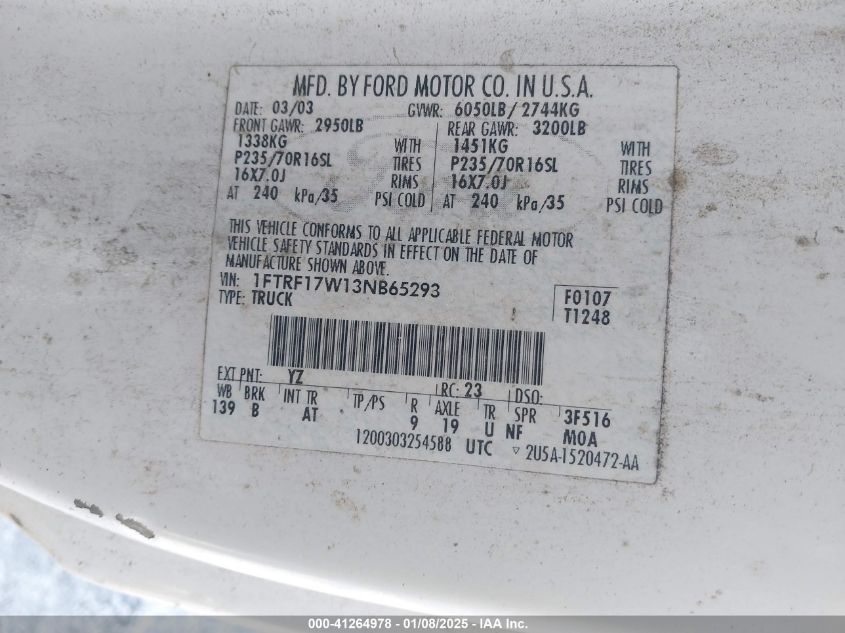 MFD. BY FORD MOTOR CO. IN U.S.A.
DATE: 03/03 GVWR: 6050LB/ 2744KG
FRONT GAWR: 2950LB REAR GAWR: 3200LB
1338KG WITH 1451KG WITH
P235/70R16SL TIRES P235/70R16SL TIRES
16X7.0J RIMS 16X7.0J RIMS
AT 240 kPa/35 PSI COLD AT 240 kPa/35 PSI COLD
THIS VEHICLE CONFORMS TO ALL APPLICABLE FEDERAL MOTOR
VEHICLE SAFETY STANDARDS IN EFFECT ON THE DATE OF
MANUFACTURE SHOWN ABOVE.
VIN: 1FTRF17W13NB65293 F0107
TYPE: TRUCK T1248
EXT PNT: YZ RC: 23 DSO:
WB BRK INT TR TP/PS R AXLE TR SPR 3F516
139 B AT 9 19 U NF MOA
1200303254588 UTC ▿ 2U5A-1520472-AA
000-41264978 - 01/08/2025 - IAA Inc.